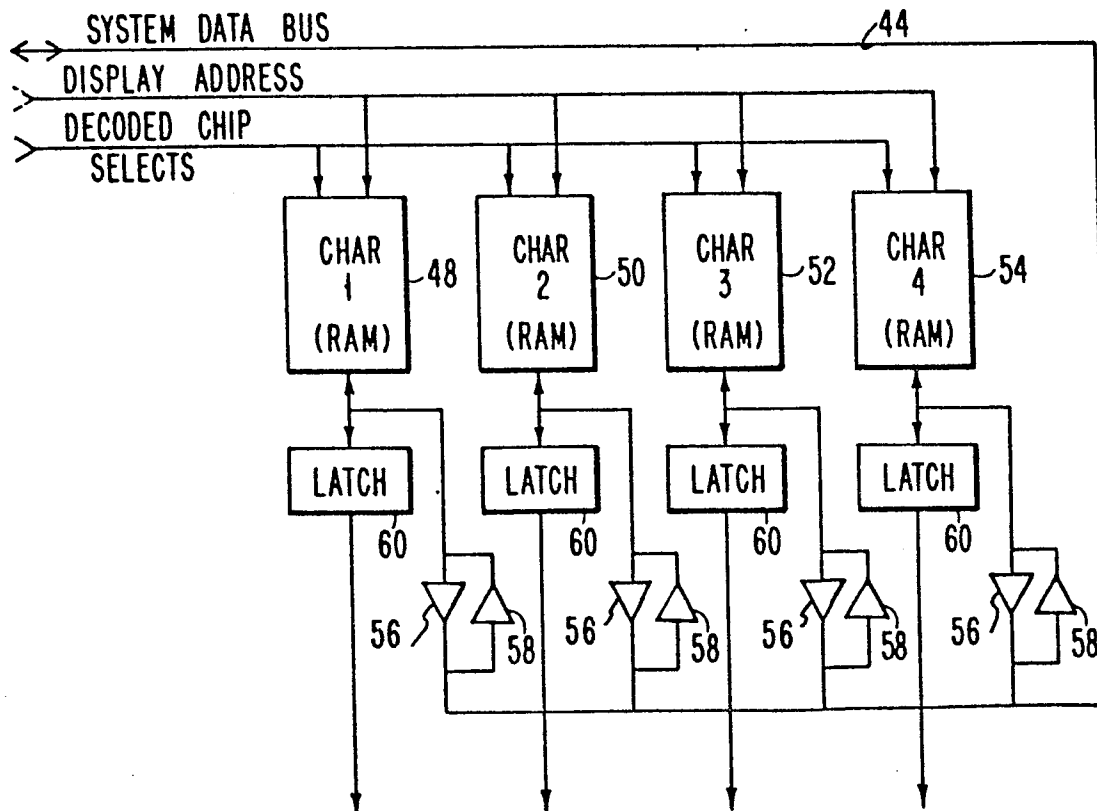 SYSTEM DATA BUS
44
DISPLAY ADDRESS
DECODED CHIP
SELECTS
CHAR
1
(RAM)
48
CHAR
2
(RAM)
50
CHAR
3
(RAM)
52
CHAR
4
(RAM)
54
LATCH
60
LATCH
60
LATCH
60
LATCH
60
56
58
56
58
56
58
56
58